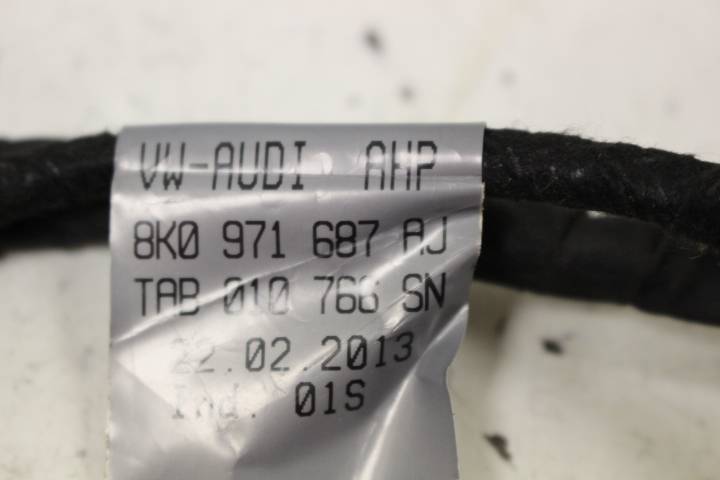 VW-AUDI AHP
8K0 971 687 AJ
TAB 010 766 SN
22.02.2013
Ind. 01S